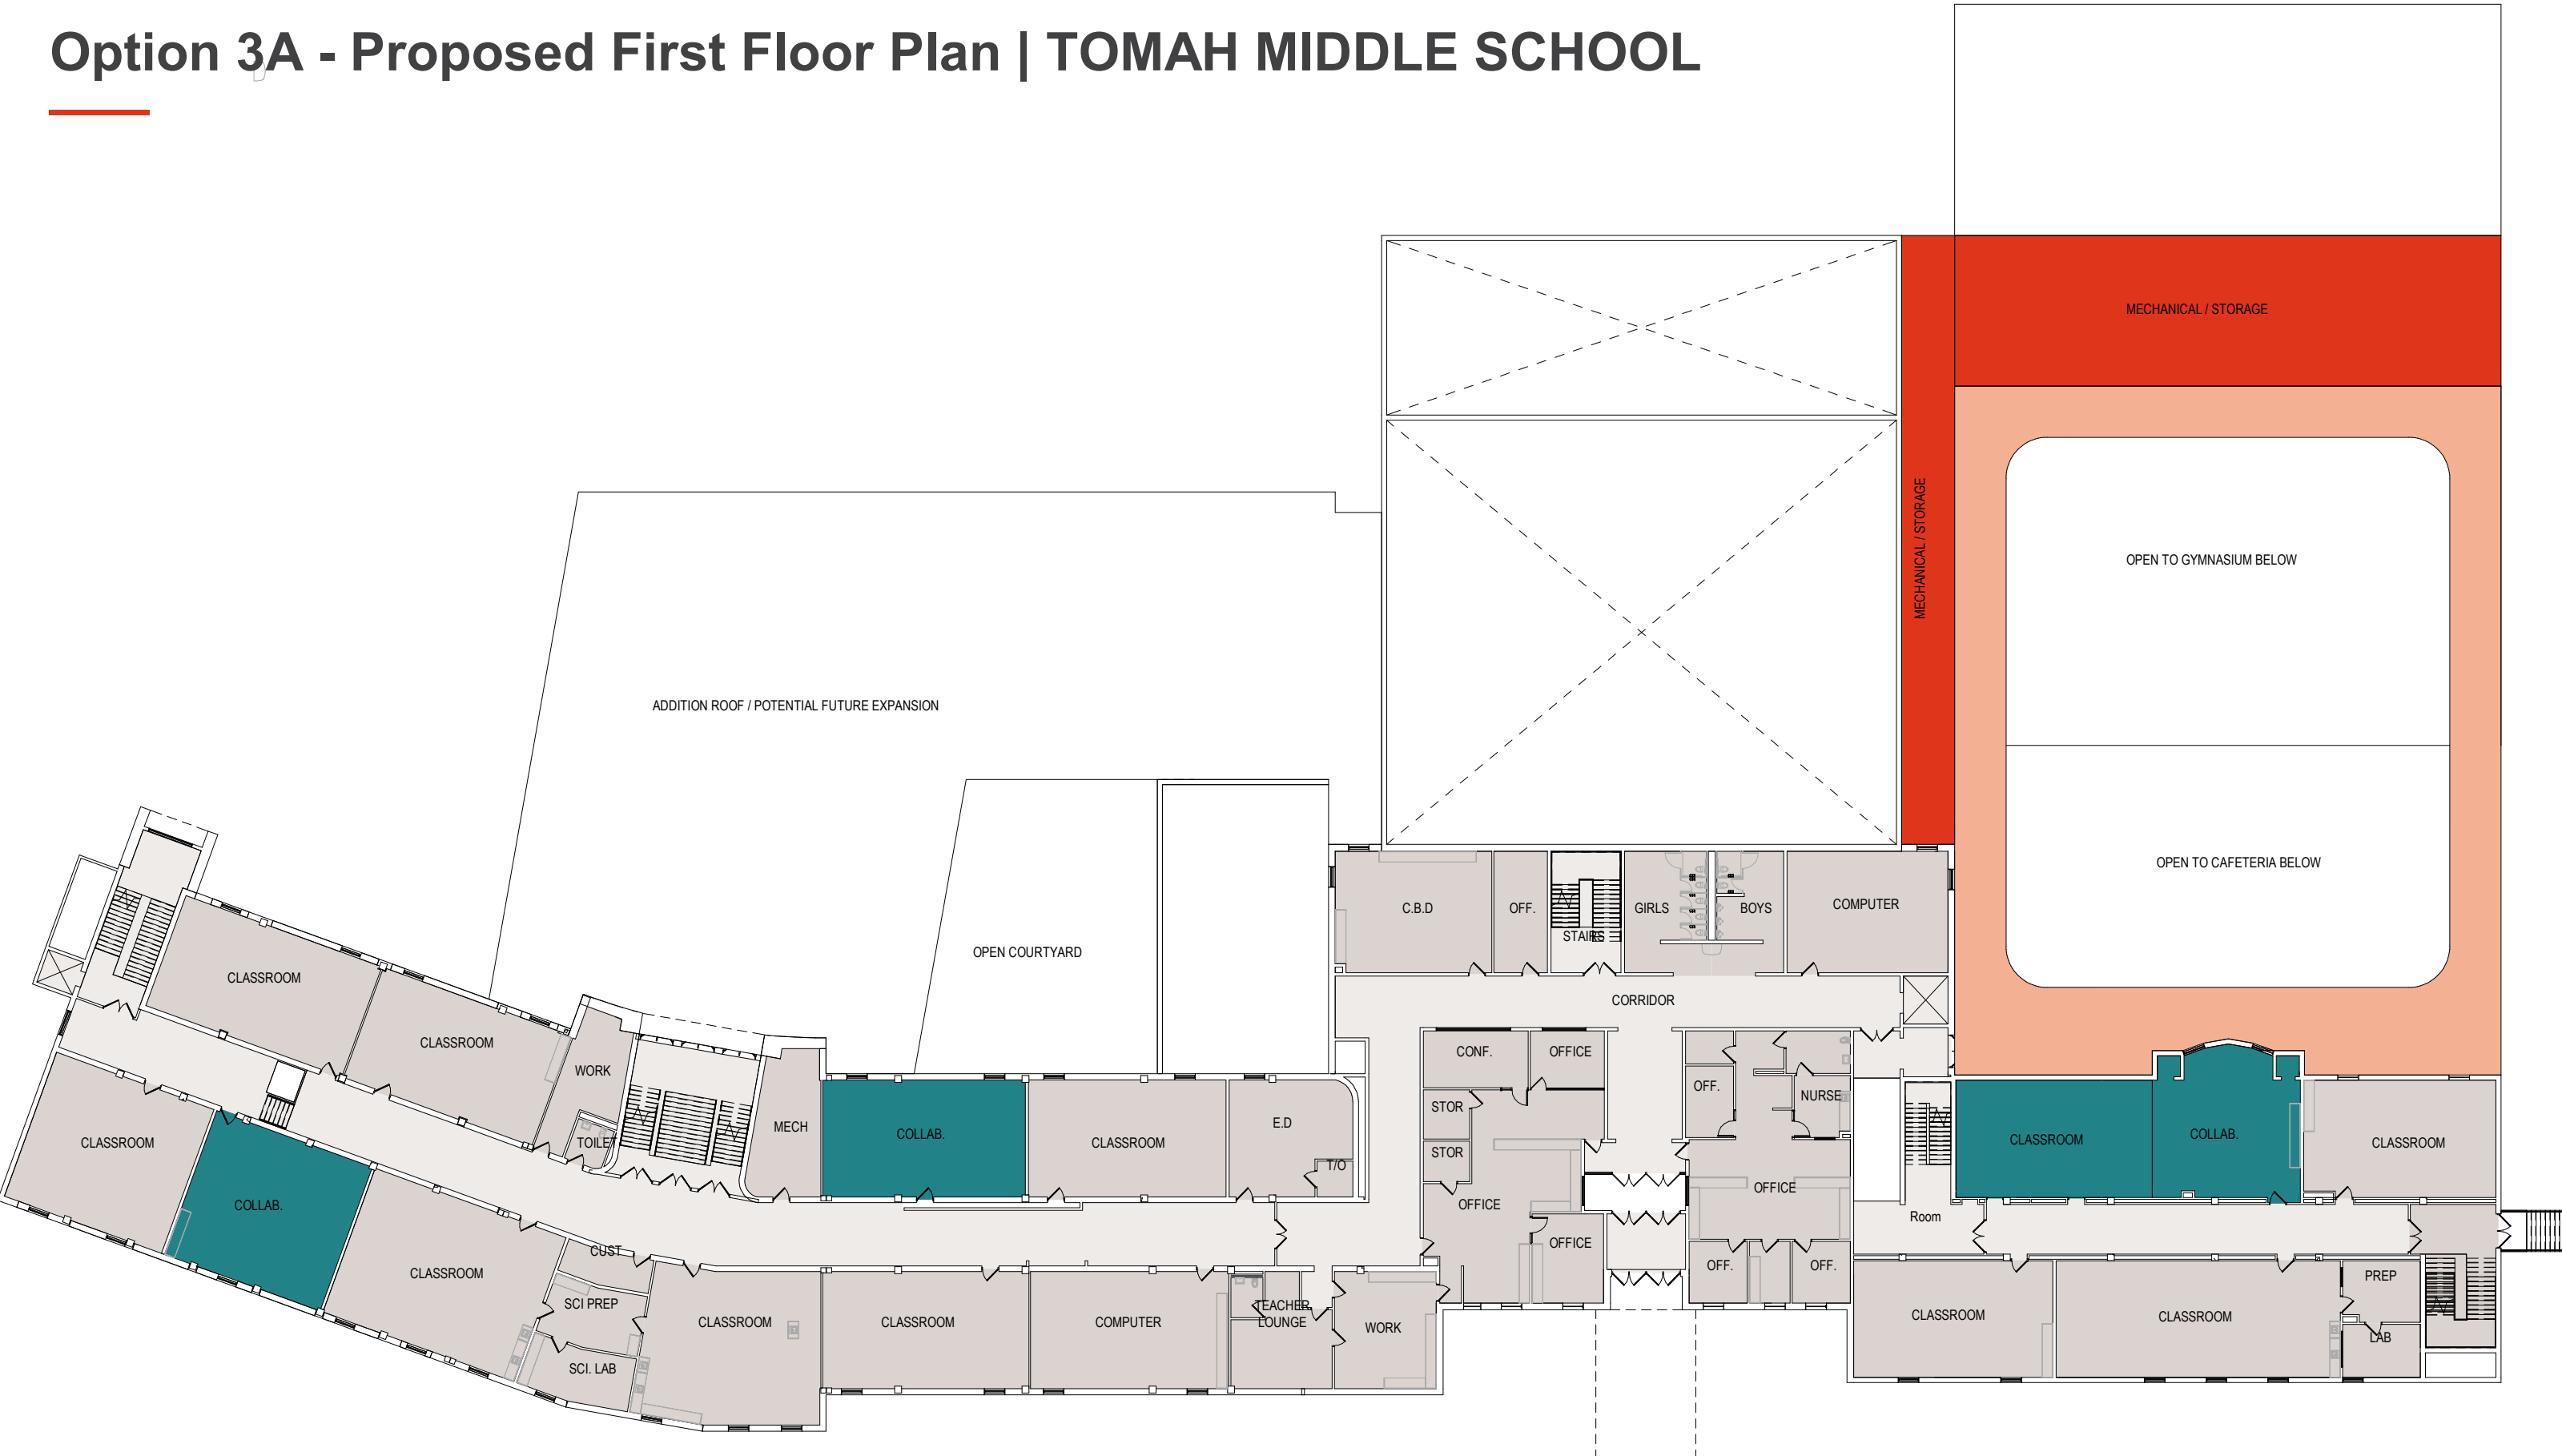 Option 3A - Proposed First Floor Plan | TOMAH MIDDLE SCHOOL
MECHANICAL / STORAGE
MECHANICAL / STORAGE
OPEN TO GYMNASIUM BELOW
ADDITION ROOF / POTENTIAL FUTURE EXPANSION
OPEN TO CAFETERIA BELOW
C.B.D
OFF.
STAIRS
GIRLS
BOYS
COMPUTER
OPEN COURTYARD
CLASSROOM
CLASSROOM
WORK
CORRIDOR
CONF.
OFFICE
OFF.
NURSE
STOR
STOR
CLASSROOM
COLLAB.
TOILET
MECH
COLLAB.
CLASSROOM
E.D
T/O
OFFICE
OFFICE
OFFICE
OFF.
OFF.
Room
CLASSROOM
COLLAB.
CLASSROOM
CLASSROOM
CUST
SCI PREP
SCI. LAB
CLASSROOM
CLASSROOM
COMPUTER
TEACHER
LOUNGE
WORK
CLASSROOM
CLASSROOM
PREP
LAB